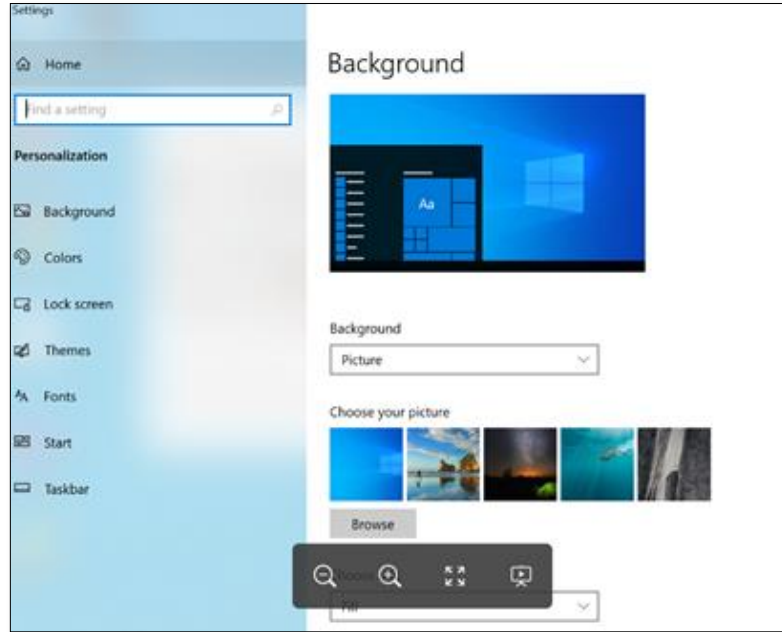 Settings
Home
Find a setting
Personalization
Background
Colors
Lock screen
Themes
Fonts
Start
Taskbar
Background
Aa
Background
Picture
Choose your picture
Browse
Choose
Fill